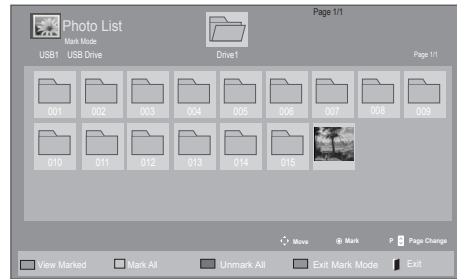 Page 1/1
Photo List
Mark Mode
USB1 USB Drive Drive1 Page 1/1
001 002 003 004 005 006 007 008 009
010 011 012 013 014 015
Move Mark P Page Change
View Marked Mark All Unmark All Exit Mark Mode Exit